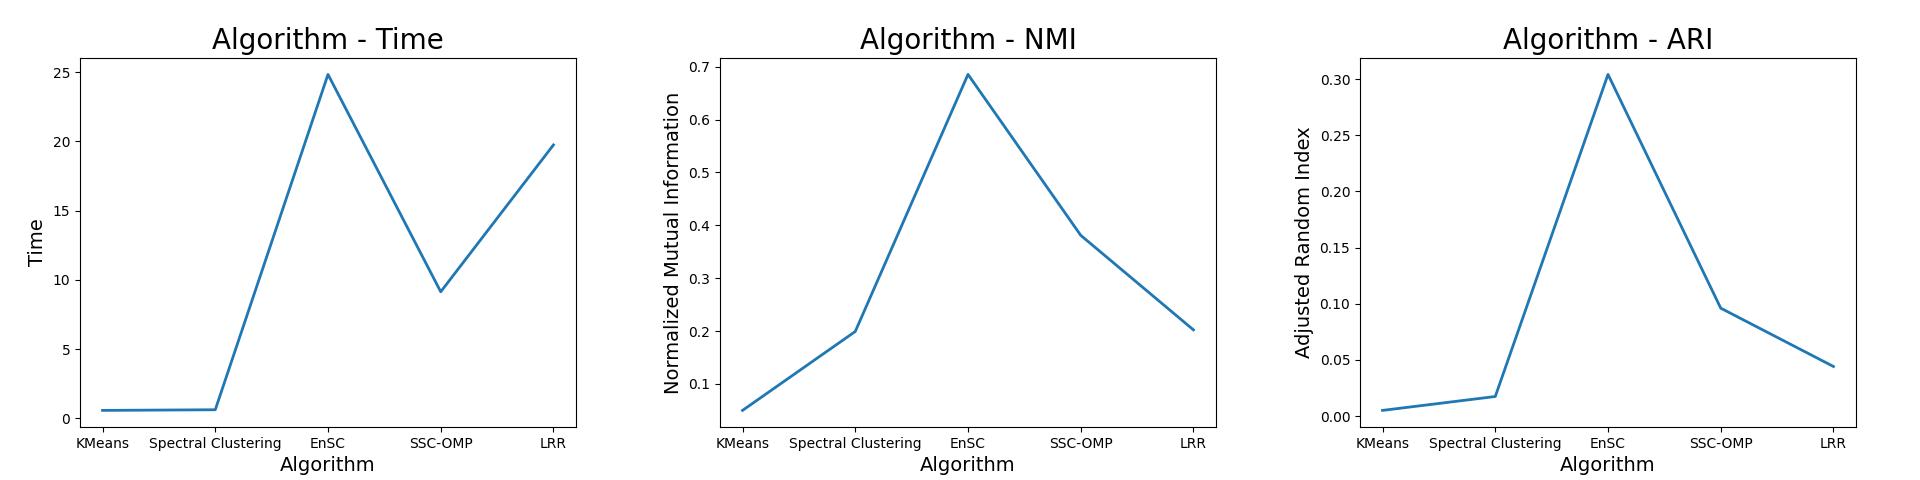 Algorithm - Time
Time
25
20
15
10
5
0
KMeans Spectral Clustering EnSC SSC-OMP LRR
Algorithm
Algorithm - NMI
Normalized Mutual Information
0.7
0.6
0.5
0.4
0.3
0.2
0.1
KMeans Spectral Clustering EnSC SSC-OMP LRR
Algorithm
Algorithm - ARI
Adjusted Random Index
0.30
0.25
0.20
0.15
0.10
0.05
0.00
KMeans Spectral Clustering EnSC SSC-OMP LRR
Algorithm